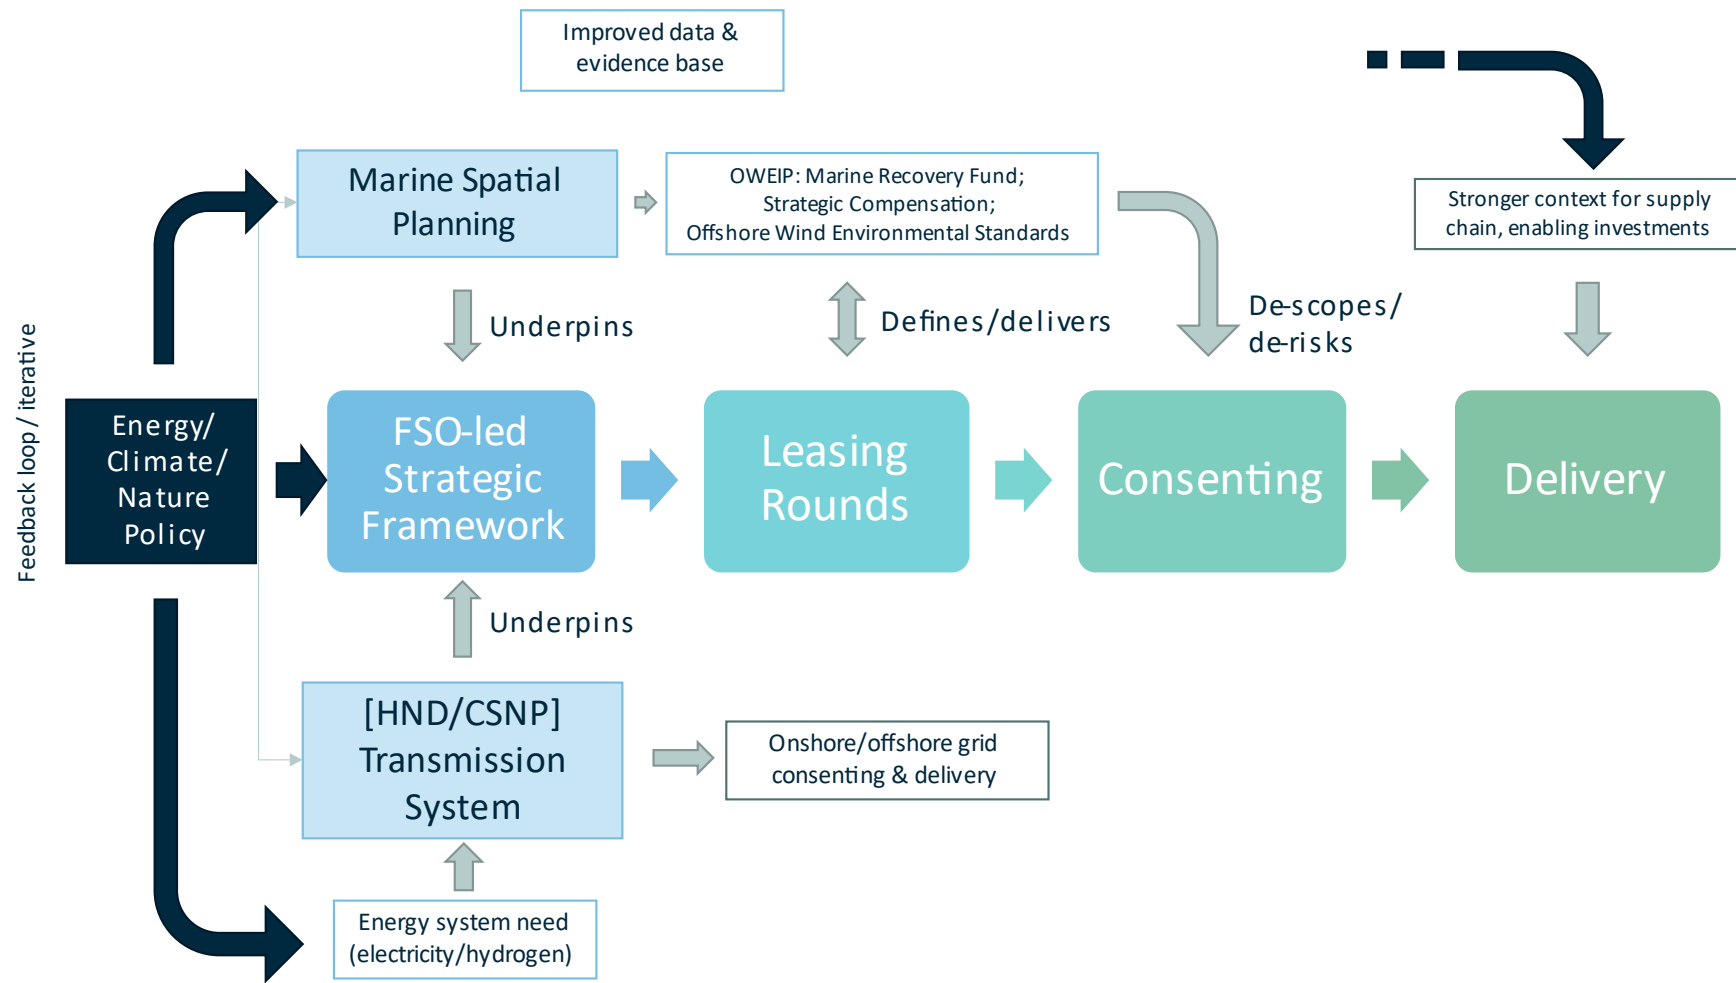 Improved data &
evidence base
Marine Spatial
Planning
OWEIP: Marine Recovery Fund;
Strategic Compensation;
Offshore Wind Environmental Standards
Stronger context for supply
chain, enabling investments
Underpins
Defines/delivers
De-scopes/
de-risks
Feedback loop / iterative
Energy/
Climate/
Nature
Policy
FSO-led
Strategic
Framework
Leasing
Rounds
Consenting
Delivery
Underpins
[HND/CSNP]
Transmission
System
Onshore/offshore grid
consenting & delivery
Energy system need
(electricity/hydrogen)